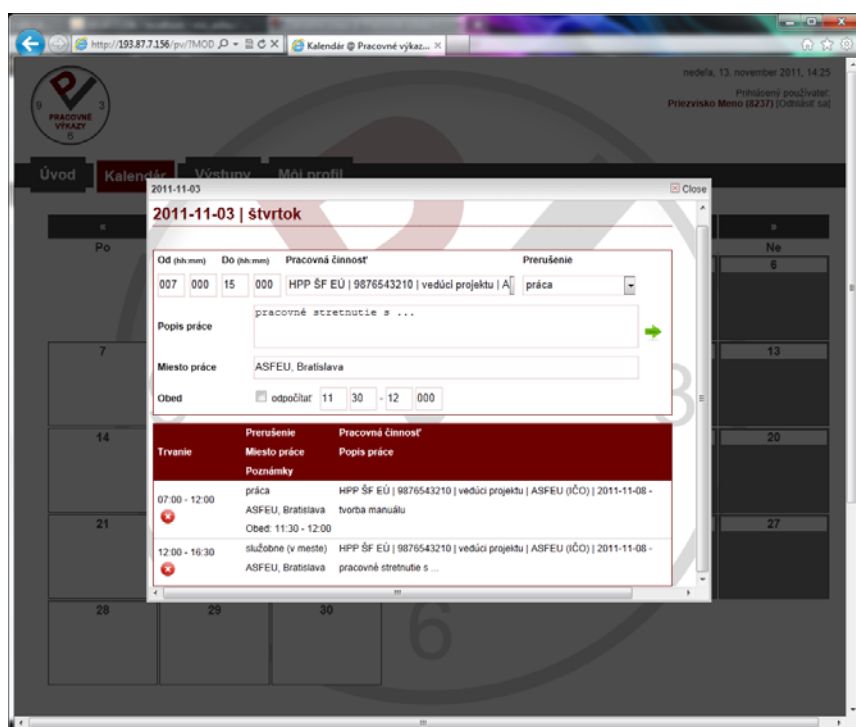 http://193.87.7.156/pv/?MOD
Kalendár @ Pracovné výkaz...
nedeľa, 13. november 2011, 14:25
Prihlásený používateľ:
Priezvisko Meno (8237) [Odhlásiť sa]
9 3
PRACOVNÉ
VÝKAZY
6
Úvod Kalendár Výstupy Môj profil
2011-11-03 Close
2011-11-03 | štvrtok
« »
Po Ne
Od (hh:mm) Do (hh:mm) Pracovná činnosť Prerušenie
007 000 15 000 HPP ŠF EÚ | 9876543210 | vedúci projektu | A práca
Popis práce pracovné stretnutie s ...
Miesto práce ASFEU, Bratislava
Obed odpočítať 11 30 - 12 000
Trvanie
Prerušenie Pracovná činnosť
Miesto práce Popis práce
Poznámky
07:00 - 12:00
práca HPP ŠF EÚ | 9876543210 | vedúci projektu | ASFEU (IČO) | 2011-11-08 -
ASFEU, Bratislava tvorba manuálu
Obed: 11:30 - 12:00
12:00 - 16:30
služobne (v meste) HPP ŠF EÚ | 9876543210 | vedúci projektu | ASFEU (IČO) | 2011-11-08 -
ASFEU, Bratislava pracovné stretnutie s ...
6
7 13
14 20
21 27
28 29 30
3
6